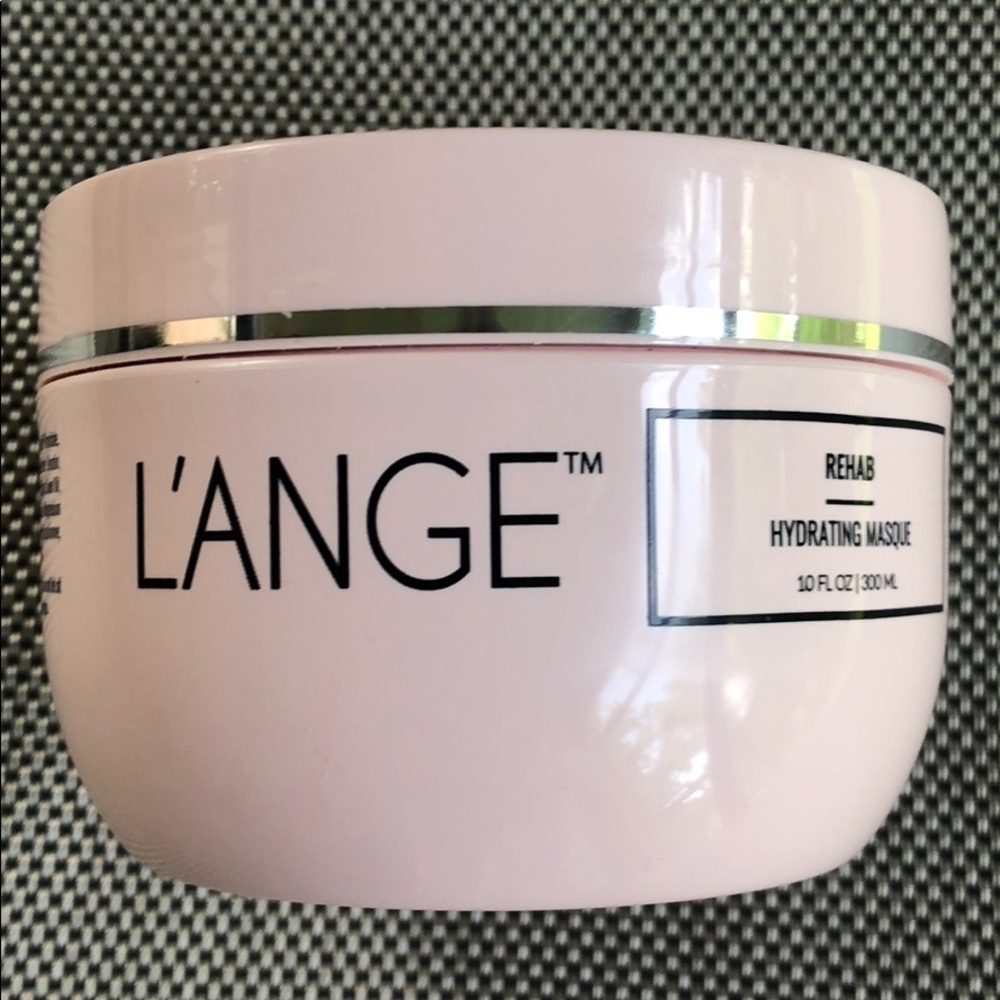 L'ANGE™
REHAB
HYDRATING MASQUE
10 FL OZ | 300 ML